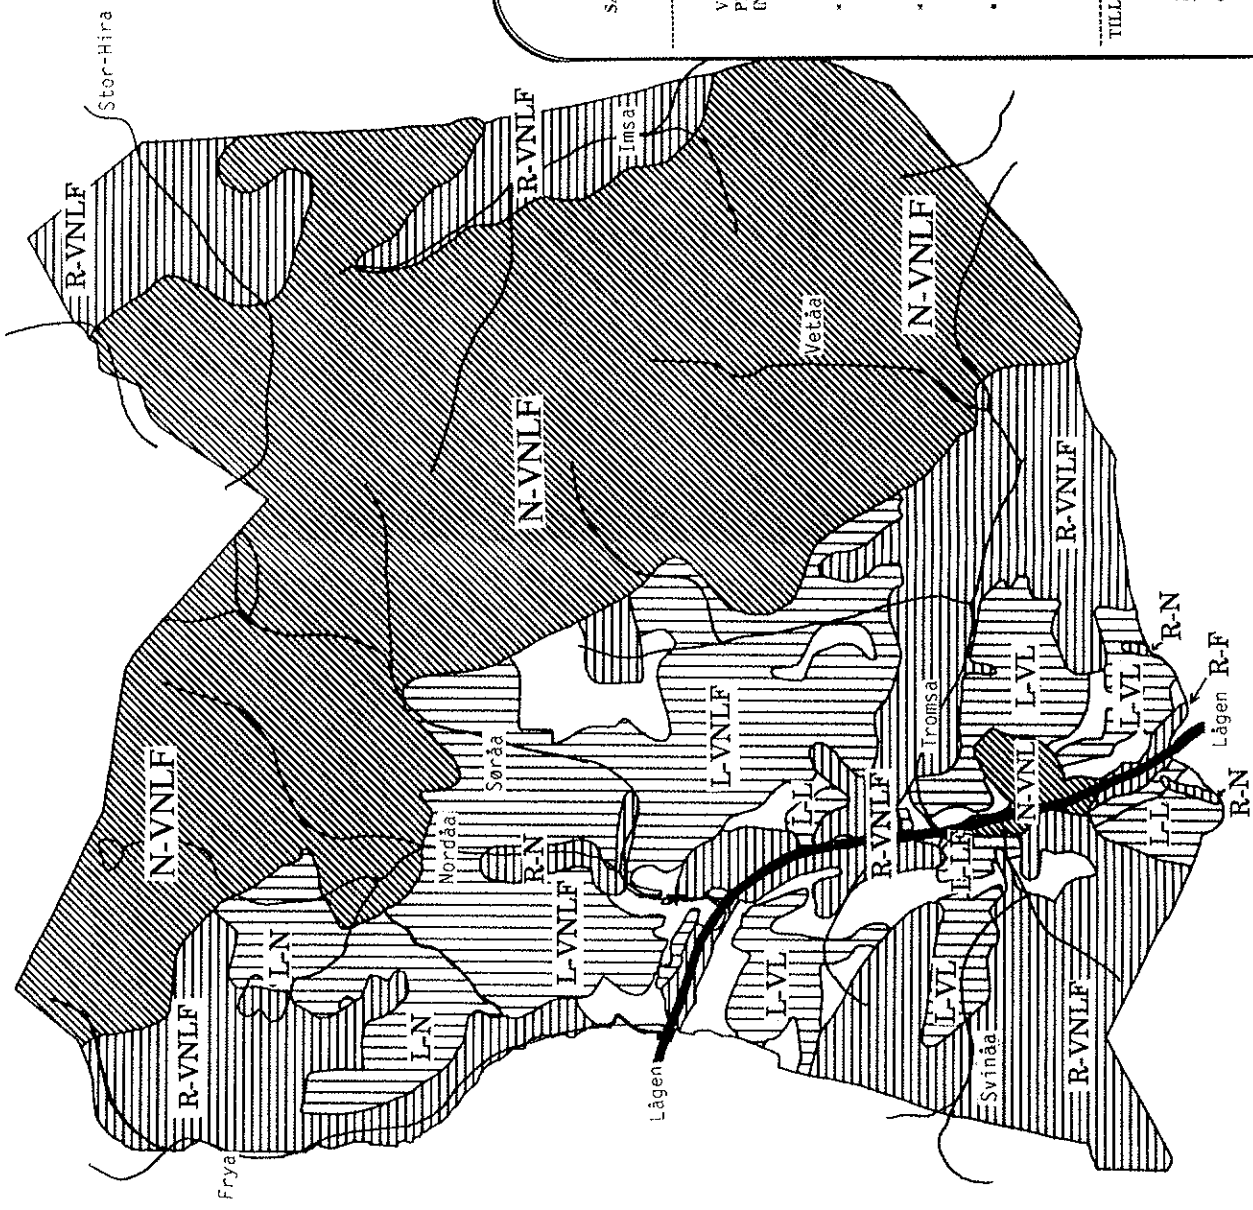 Stor-Hira
R-VNLF
R-VNLF
Imsa
N-VNLF
Vetåa
N-VNLF
R-VNLF
N-VNLF
Søråa
Nordåa
L-VNLF
Tromsa
L-VL
R-N
L-VL
R-F
Lågen
R-N
L-L
N-VNL
R-VNLF
L-L
L-LF
R-N
L-VNLF
L-N
L-N
R-VNLF
Frya
Lågen
L-VL
L-VL
Svinåa
R-VNLF
TILL